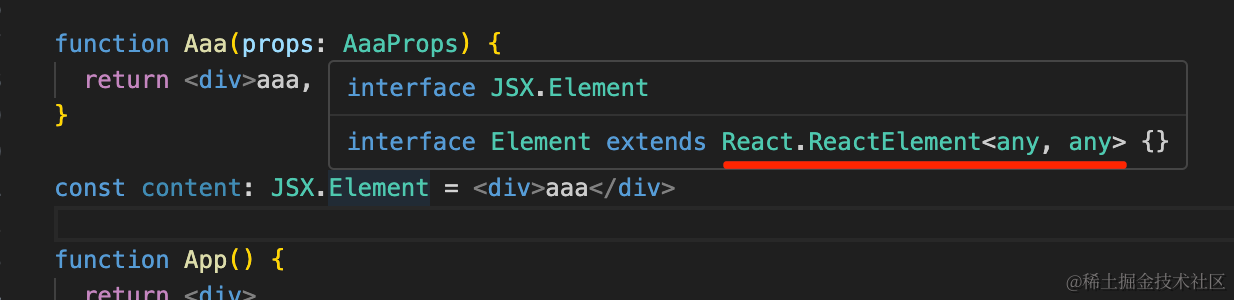 function Aaa(props: AaaProps) {
return <div>aaa,
interface JSX.Element
}
interface Element extends React.ReactElement<any, any> {}
const content: JSX.Element = <div>aaa</div>
function App() {
return <div>
@稀土掘金技术社区